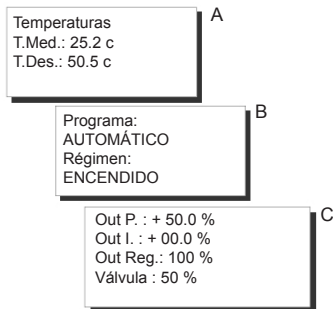 Temperaturas
T.Med.: 25.2 c
T.Des.: 50.5 c
A
Programa:
AUTOMÁTICO
Régimen:
ENCENDIDO
B
Out P. : + 50.0 %
Out I. : + 00.0 %
Out Reg.: 100 %
Válvula : 50 %
C